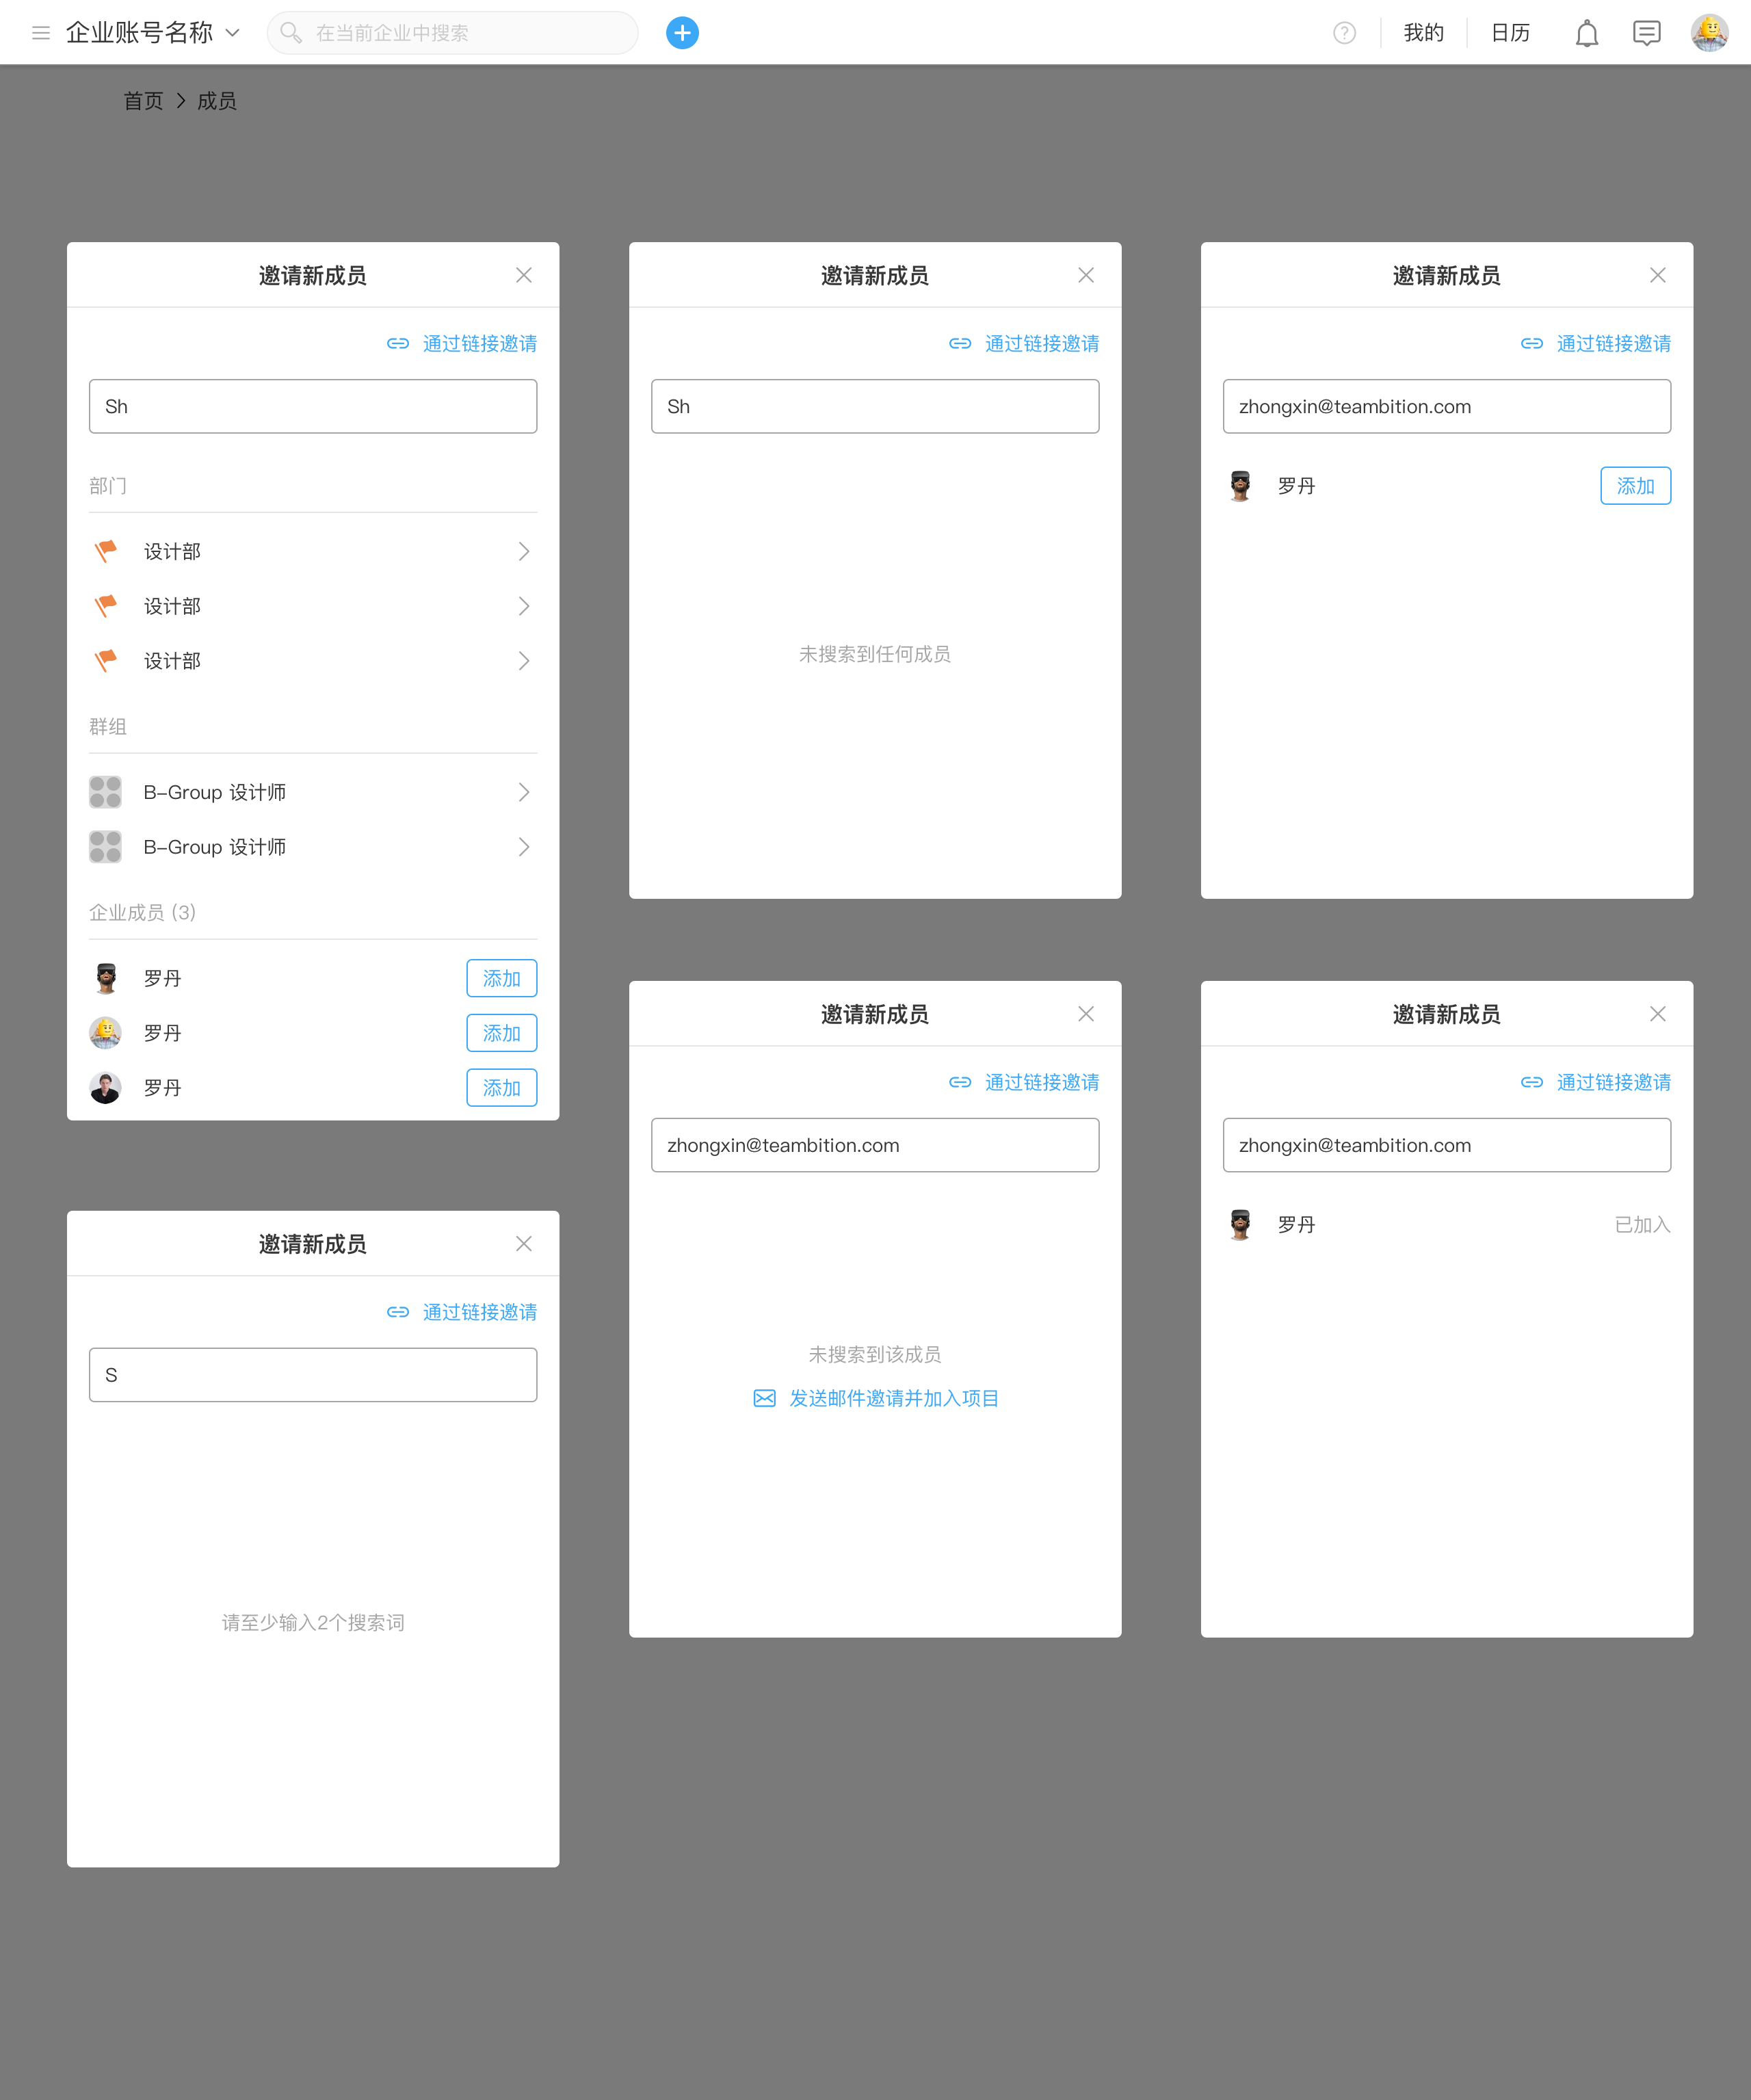 企业账号名称
在当前企业中搜索
我的
日历
首页 > 成员
邀请新成员
通过链接邀请
Sh
部门
设计部
设计部
设计部
群组
B-Group 设计师
B-Group 设计师
企业成员 (3)
罗丹 添加
罗丹 添加
罗丹 添加
邀请新成员
通过链接邀请
S
请至少输入2个搜索词
邀请新成员
通过链接邀请
Sh
未搜索到任何成员
邀请新成员
通过链接邀请
zhongxin@teambition.com
未搜索到该成员
发送邮件邀请并加入项目
邀请新成员
通过链接邀请
zhongxin@teambition.com
罗丹 添加
邀请新成员
通过链接邀请
zhongxin@teambition.com
罗丹 已加入